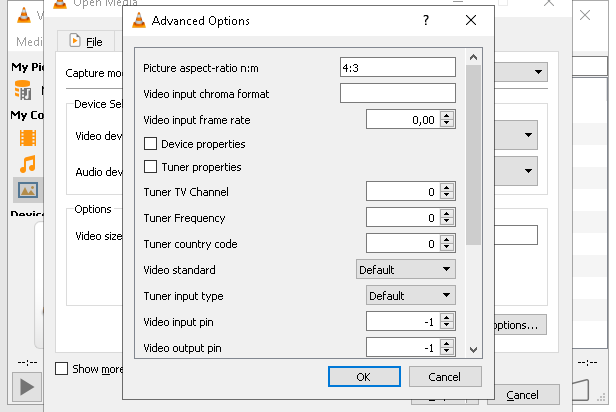 Open Media
Advanced Options
?
Medi
File
My Pi
Capture mo
Picture aspect-ratio n:m
4:3
Video input chroma format
Device Sel
Video input frame rate
0,00
My Co
Video dev
Device properties
Tuner properties
Audio dev
Tuner TV Channel
0
Options
Tuner Frequency
0
Device
Video size
Tuner country code
0
Video standard
Default
Tuner input type
Default
Video input pin
-1
options...
Video output pin
-1
--:--
--:--
Show more
OK
Cancel
Cancel